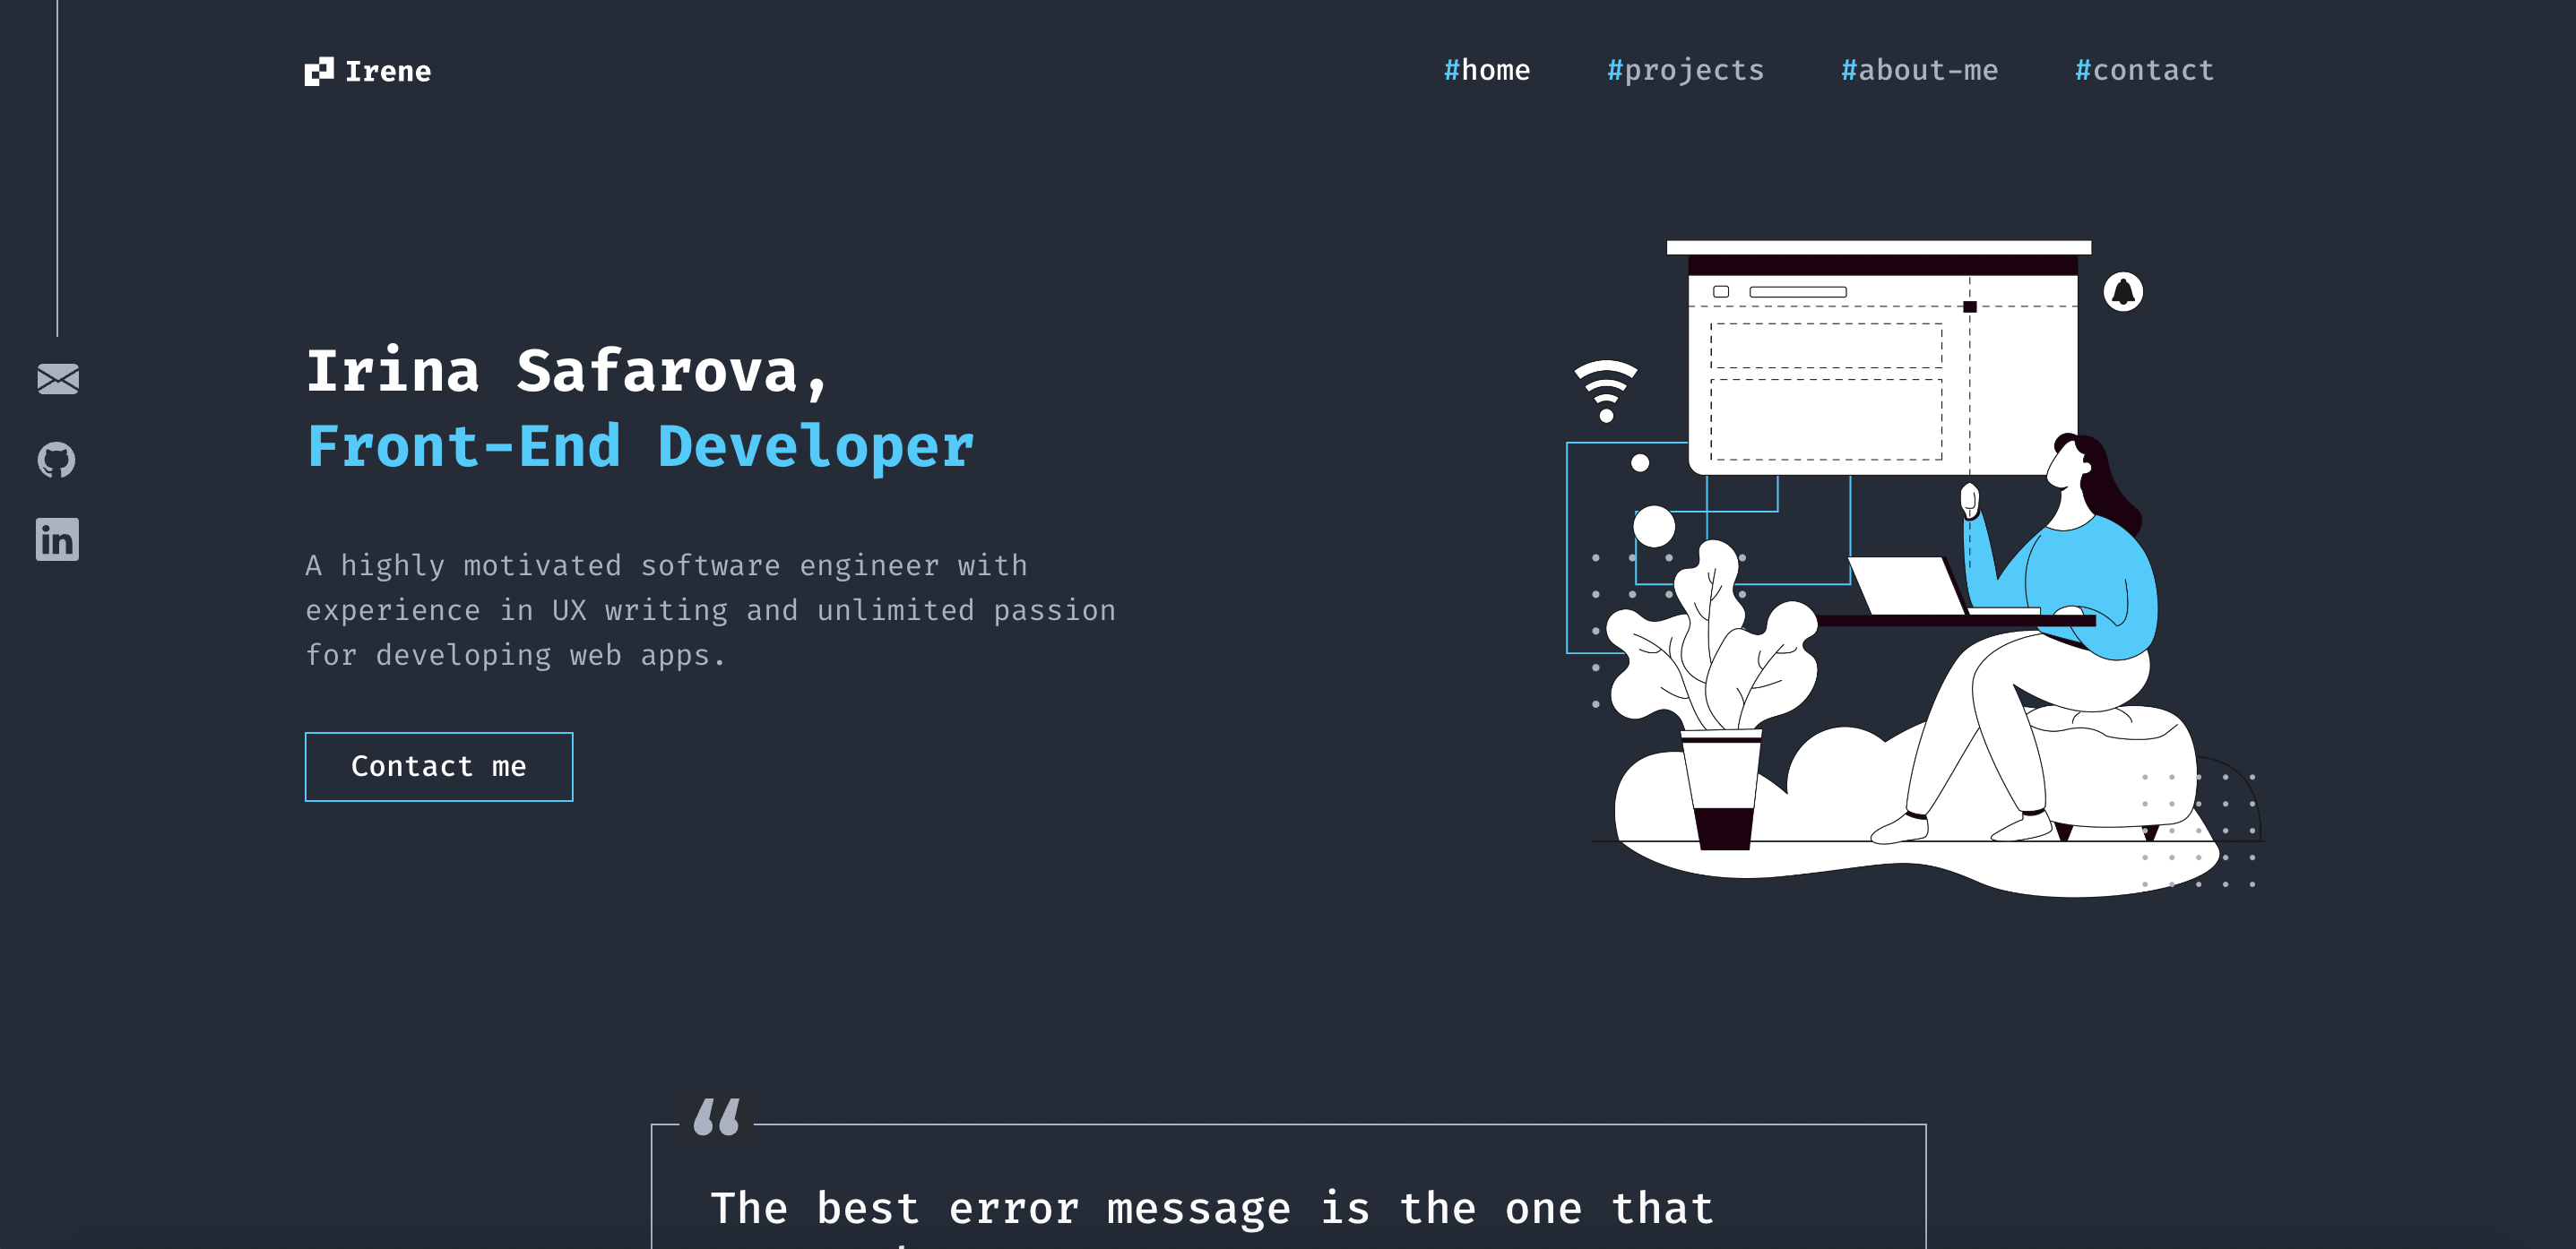 Irene
#home #projects #about-me #contact
Irina Safarova,
Front-End Developer
A highly motivated software engineer with
experience in UX writing and unlimited passion
for developing web apps.
Contact me
The best error message is the one that